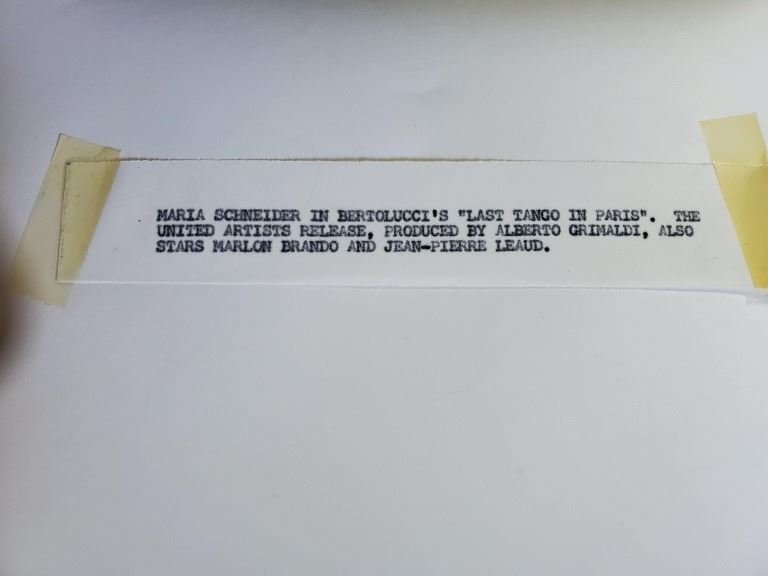 MARIA SCHNEIDER IN BERTOLUCCI'S "LAST TANGO IN PARIS". THE
UNITED ARTISTS RELEASE, PRODUCED BY ALBERTO GRIMALDI, ALSO
STARS MARLON BRANDO AND JEAN-PIERRE LEAUD.